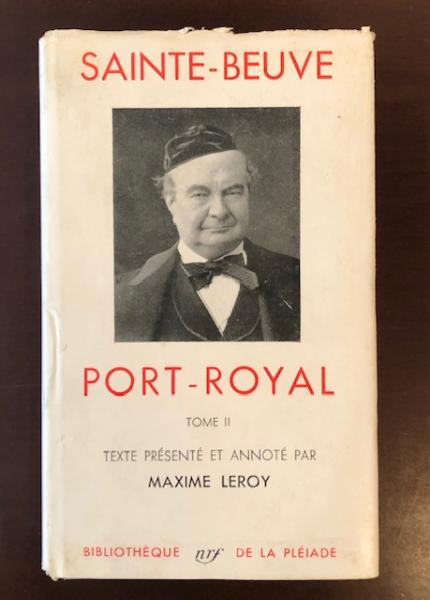 SAINTE-BEUVE
PORT-ROYAL
TOME II
TEXTE PRÉSENTÉ ET ANNOTÉ PAR
MAXIME LEROY
BIBLIOTHÈQUE nrf DE LA PLÉIADE